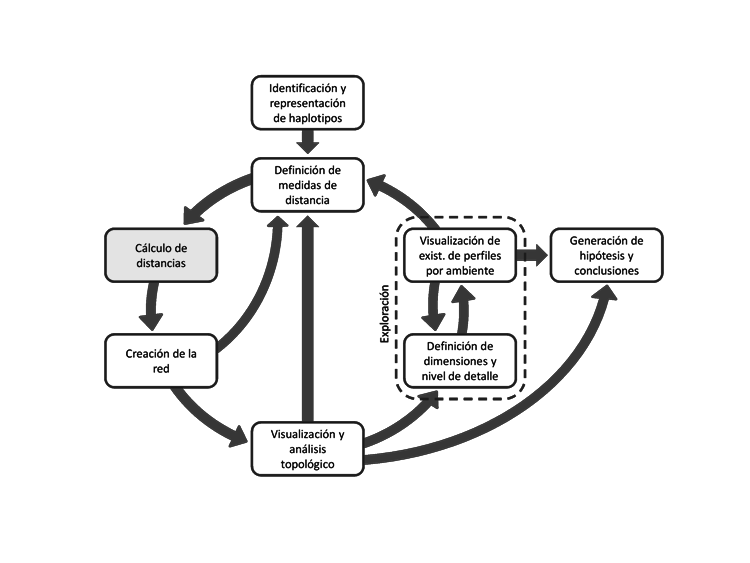 Identificación y
representación
de haplotipos
Definición de
medidas de
distancia
Cálculo de
distancias
Visualización de
exist. de perfiles
por ambiente
Generación de
hipótesis y
conclusiones
Exploración
Creación de la
red
Definición de
dimensiones y
nivel de detalle
Visualización y
análisis
topológico